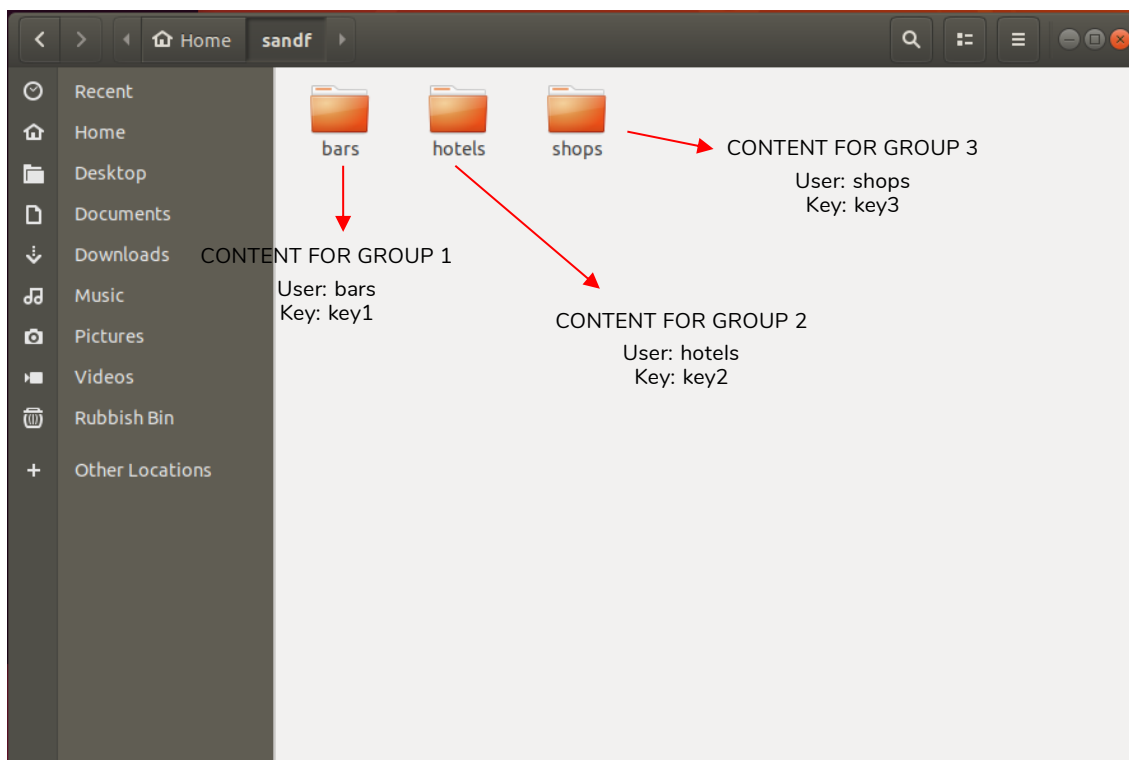 Home sandf
Recent
Home
Desktop
Documents
Downloads
Music
Pictures
Videos
Rubbish Bin
Other Locations
bars hotels shops
CONTENT FOR GROUP 3
User: shops
Key: key3
CONTENT FOR GROUP 1
User: bars
Key: key1
CONTENT FOR GROUP 2
User: hotels
Key: key2